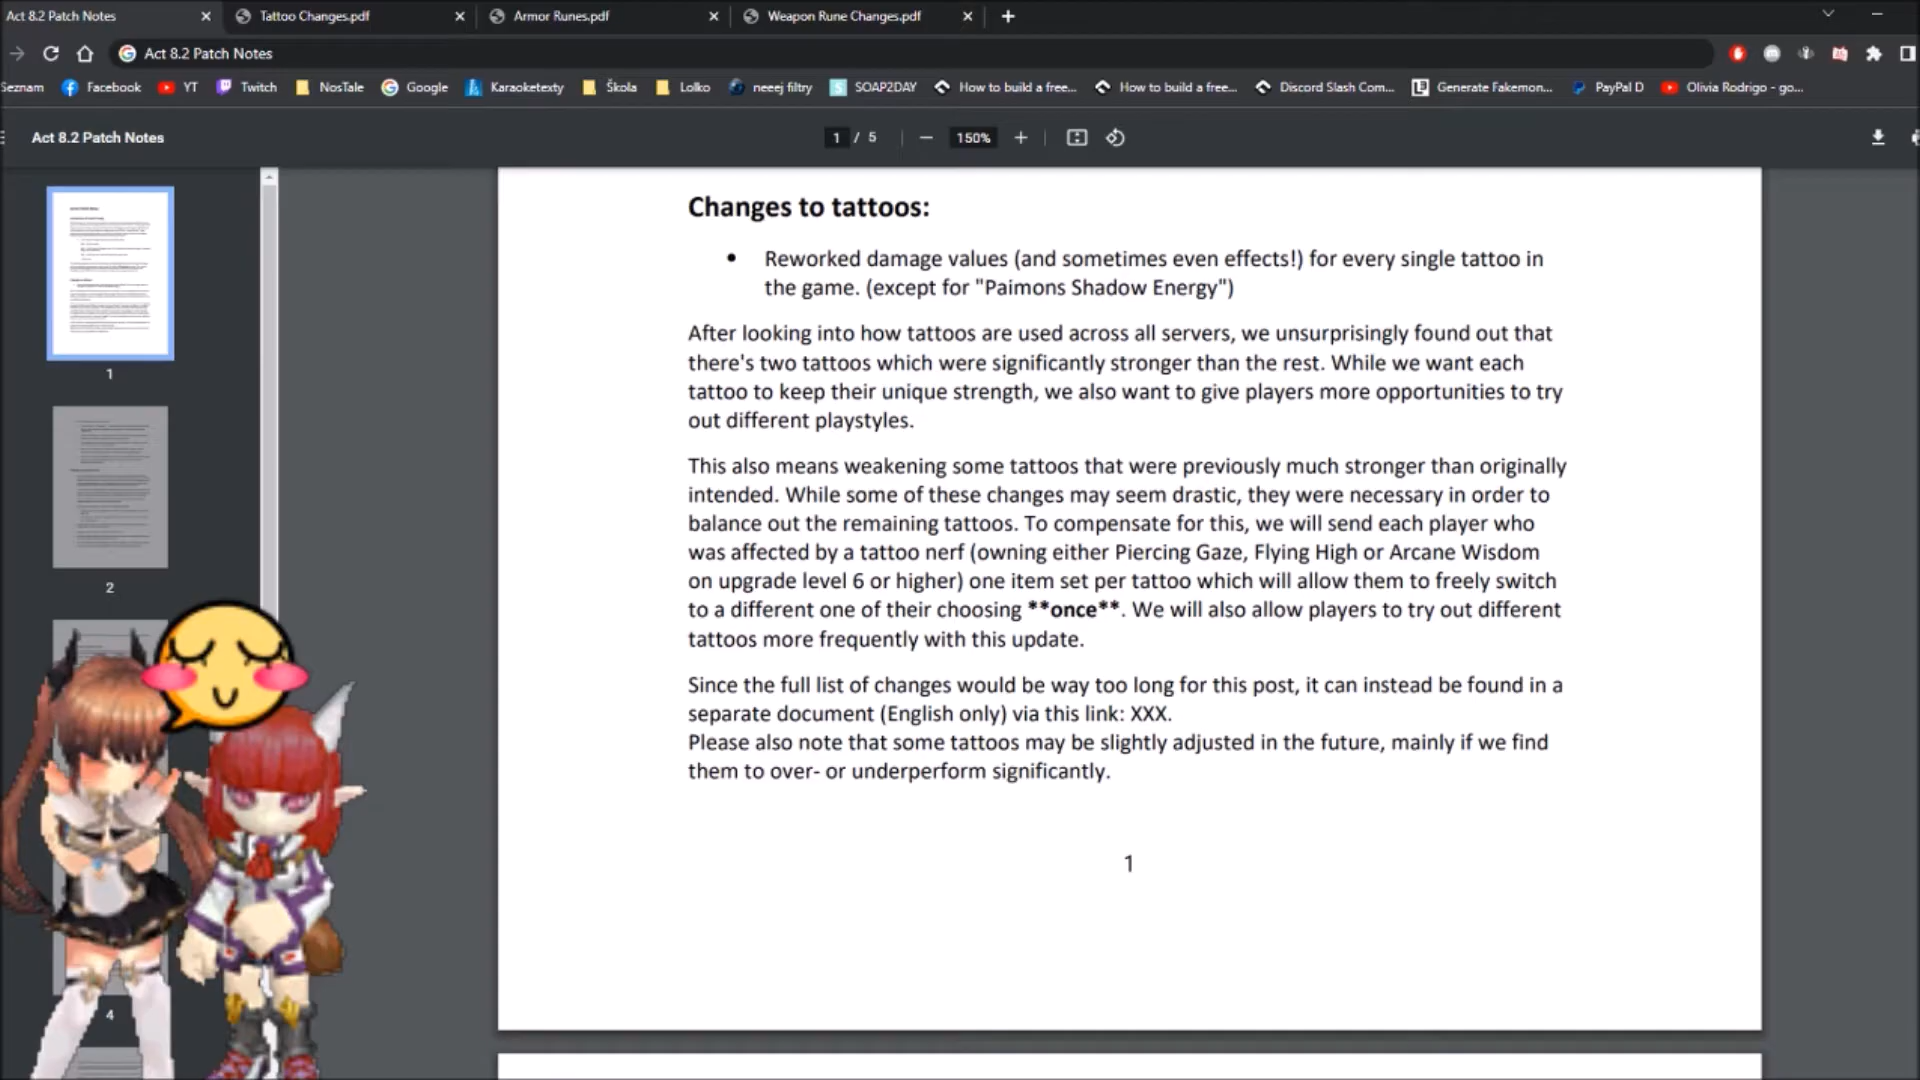 Act 8.2 Patch Notes
Tattoo Changes.pdf
Armor Runes.pdf
Weapon Rune Changes.pdf
Act 8.2 Patch Notes
Seznam
Facebook
YT
Twitch
NosTale
Google
Karaoketexty
Škola
Lolko
neeej filtry
SOAP2DAY
How to build a free...
How to build a free...
Discord Slash Com...
Generate Fakemon...
PayPal D
Olivia Rodrigo - go...
Act 8.2 Patch Notes
1 / 5
150%
Changes to tattoos:
• Reworked damage values (and sometimes even effects!) for every single tattoo in
the game. (except for "Paimons Shadow Energy")
After looking into how tattoos are used across all servers, we unsurprisingly found out that
there's two tattoos which were significantly stronger than the rest. While we want each
tattoo to keep their unique strength, we also want to give players more opportunities to try
out different playstyles.
This also means weakening some tattoos that were previously much stronger than originally
intended. While some of these changes may seem drastic, they were necessary in order to
balance out the remaining tattoos. To compensate for this, we will send each player who
was affected by a tattoo nerf (owning either Piercing Gaze, Flying High or Arcane Wisdom
on upgrade level 6 or higher) one item set per tattoo which will allow them to freely switch
to a different one of their choosing **once**. We will also allow players to try out different
tattoos more frequently with this update.
Since the full list of changes would be way too long for this post, it can instead be found in a
separate document (English only) via this link: XXX.
Please also note that some tattoos may be slightly adjusted in the future, mainly if we find
them to over- or underperform significantly.
1
1
2
4